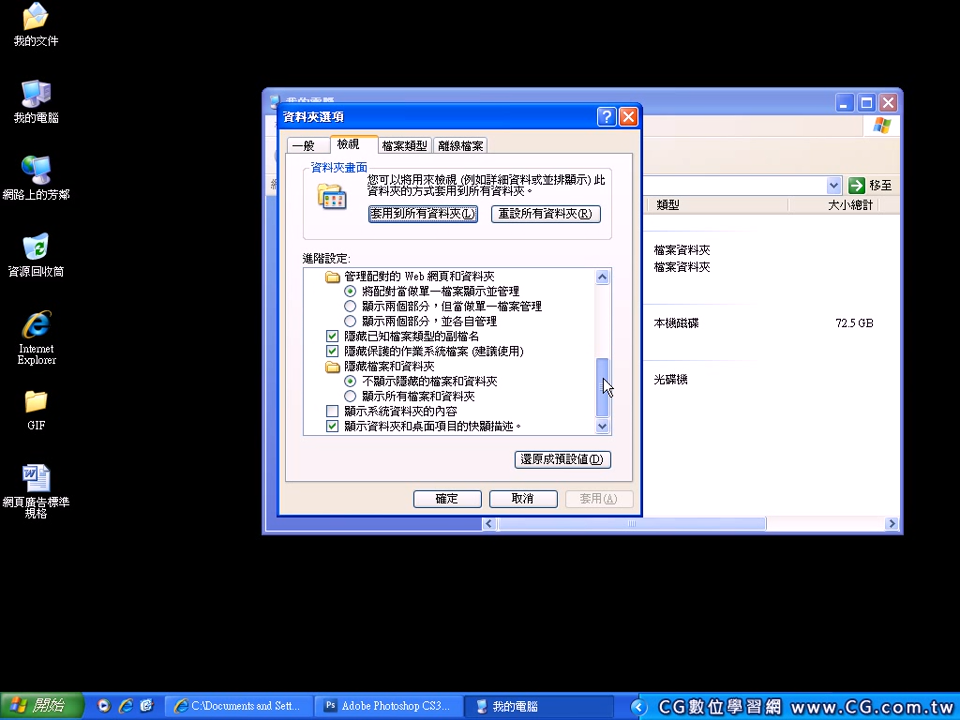 我的文件
我的電腦
網路上的芳鄰
資源回收筒
Internet
Explorer
GIF
網頁廣告標準
規格
我的電腦
資料夾選項
一般
檢視
檔案類型
離線檔案
資料夾畫面
您可以將用來檢視 (例如詳細資料或並排顯示) 此
資料夾的方式套用到所有資料夾。
套用到所有資料夾(L)
重設所有資料夾(R)
進階設定:
管理配對的 Web 網頁和資料夾
將配對當做單一檔案顯示並管理
顯示兩個部分，但當做單一檔案管理
顯示兩個部分，並各自管理
隱藏已知檔案類型的副檔名
隱藏保護的作業系統檔案 (建議使用)
隱藏檔案和資料夾
不顯示隱藏的檔案和資料夾
顯示所有檔案和資料夾
顯示系統資料夾的內容
顯示資料夾和桌面項目的快顯描述。
還原成預設值(D)
確定
取消
套用(A)
移至
類型
大小總計
檔案資料夾
檔案資料夾
本機磁碟
72.5 GB
光碟機
開始
C:\Documents and Sett...
Adobe Photoshop CS3...
我的電腦
CG數位學習網 www.CG.com.tw